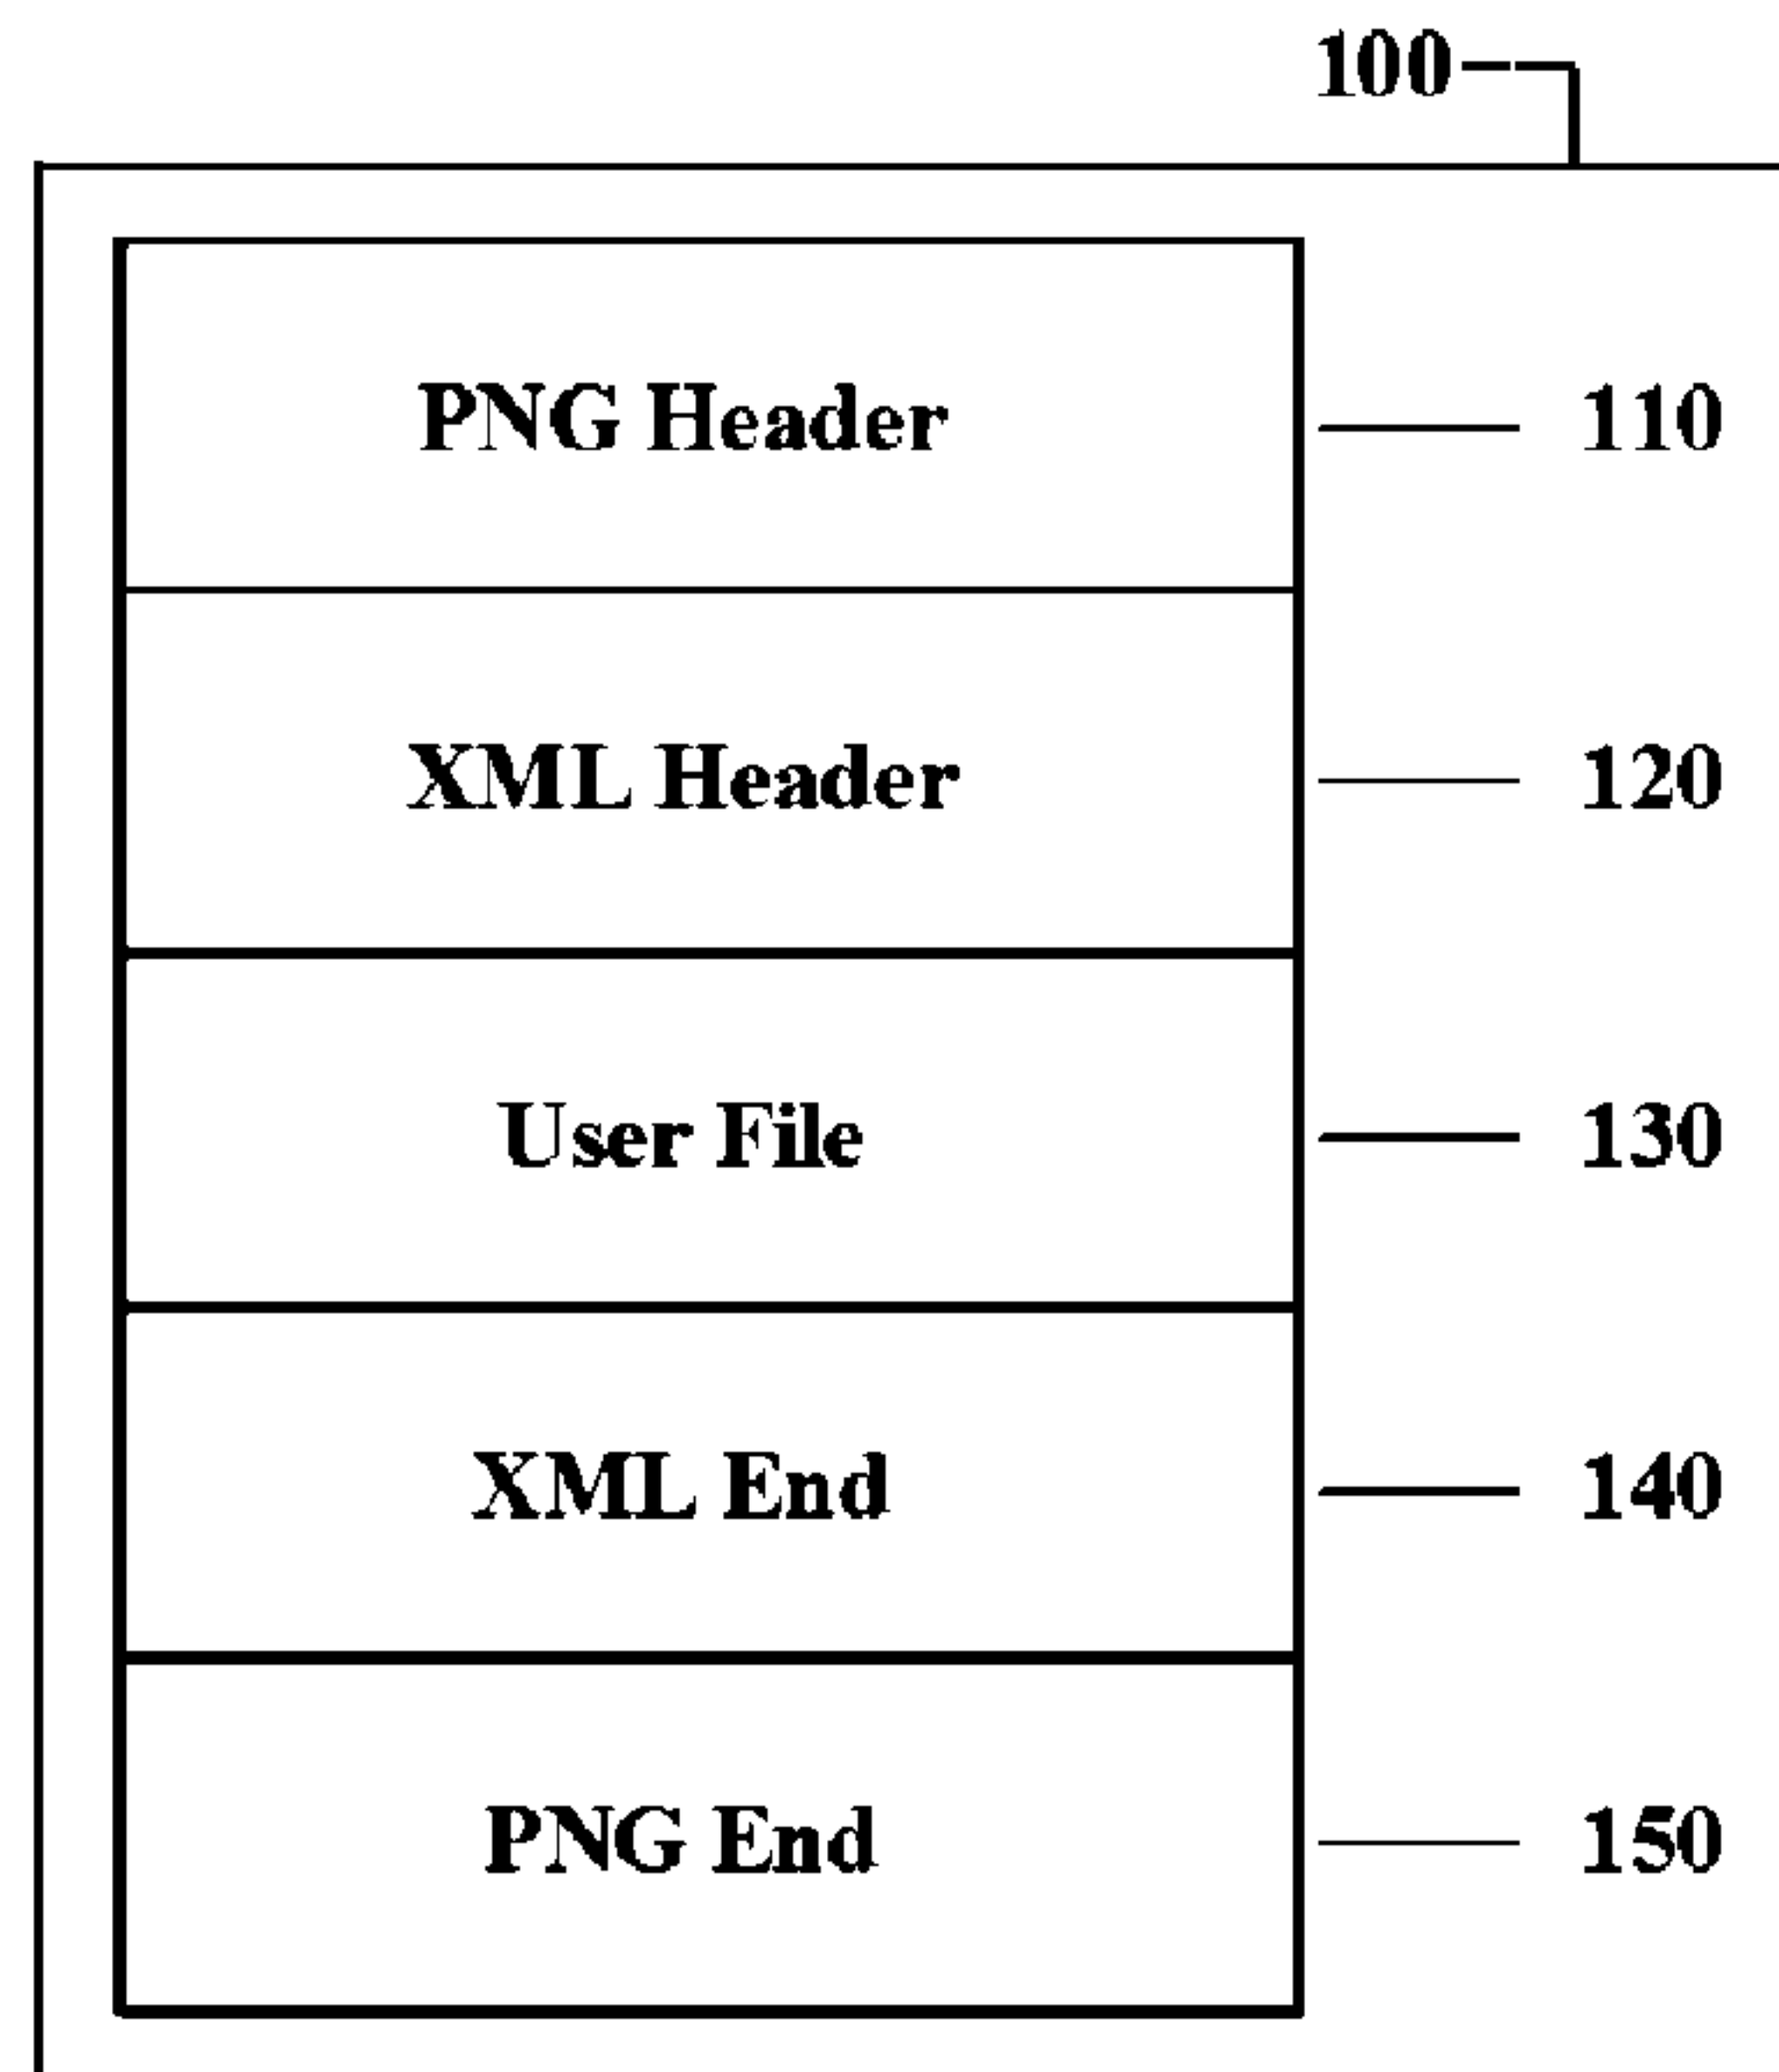 100
PNG Header 110
XML Header 120
User File 130
XML End 140
PNG End 150